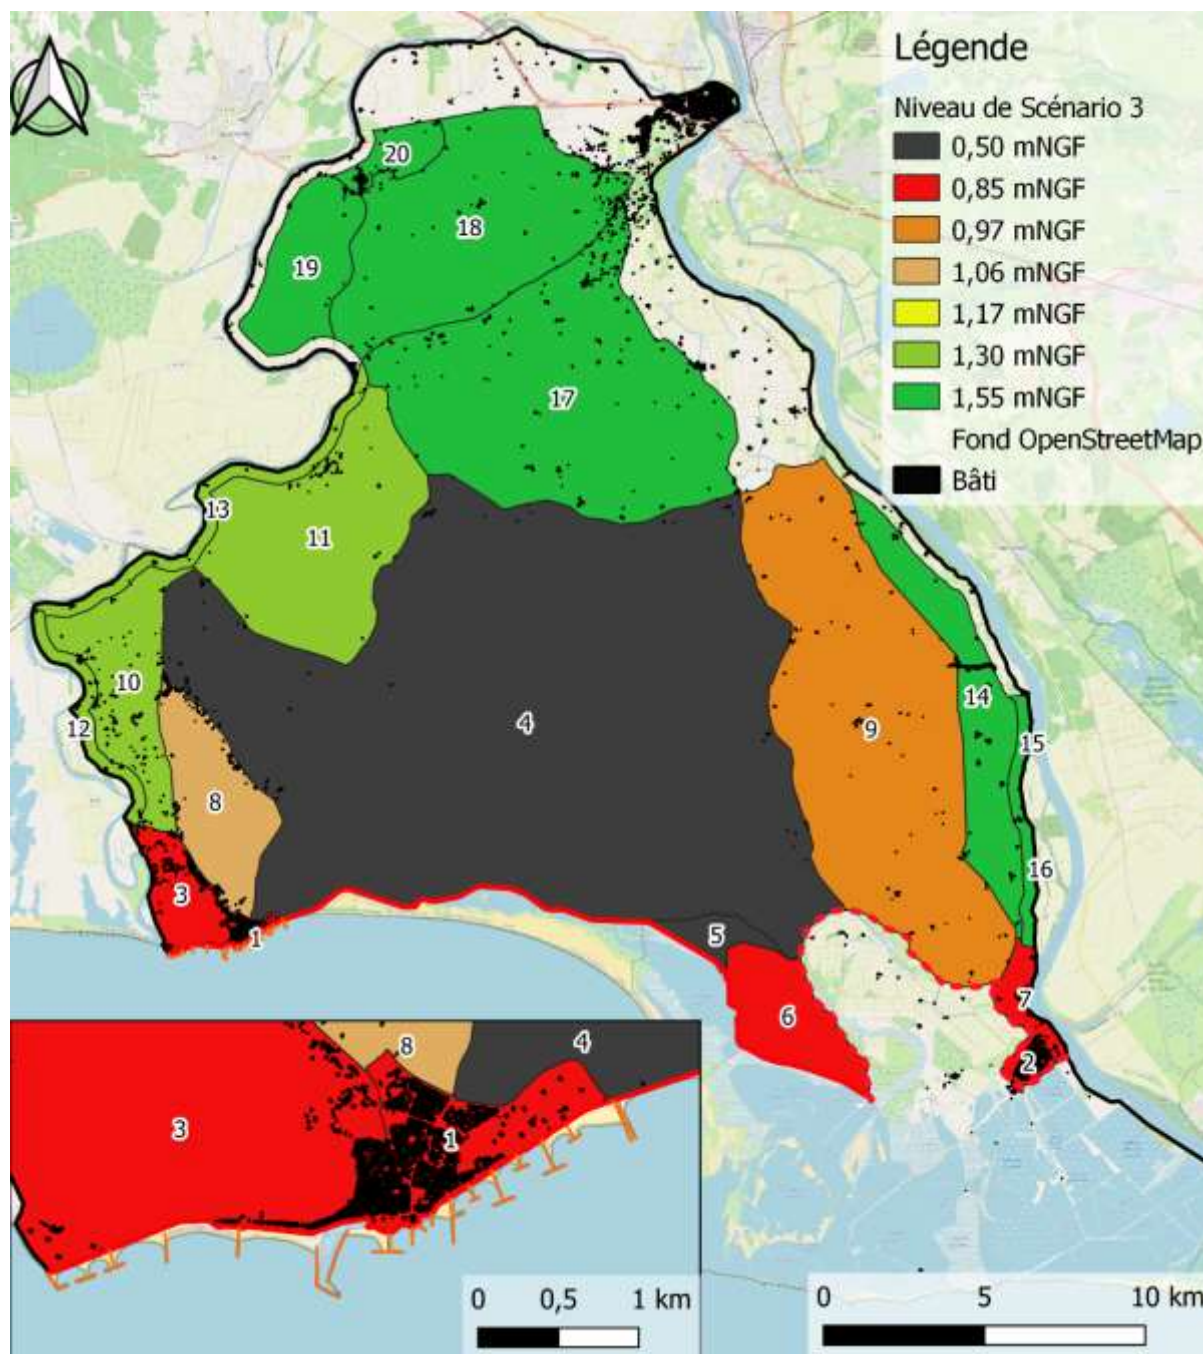 Légende
Niveau de Scénario 3
0,50 mNGF
0,85 mNGF
0,97 mNGF
1,06 mNGF
1,17 mNGF
1,30 mNGF
1,55 mNGF
Fond OpenStreetMap
Bâti
20
18
19
17
13
11
10
12
14
4
9
15
8
16
3
1
5
7
6
2
8
4
3
1
0 0,5 1 km
0 5 10 km